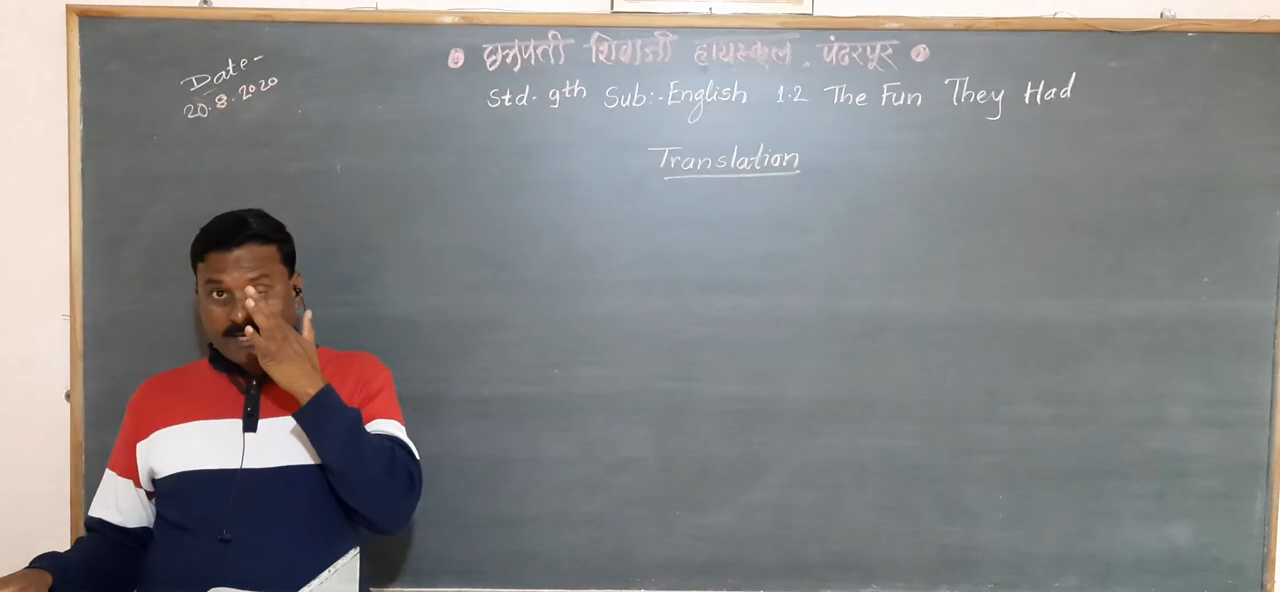 छत्रपती शिवाजी हायस्कूल. पंढरपूर
Date-
20.8.2020
Std. 9th Sub:- English 1.2 The Fun They Had
Translation